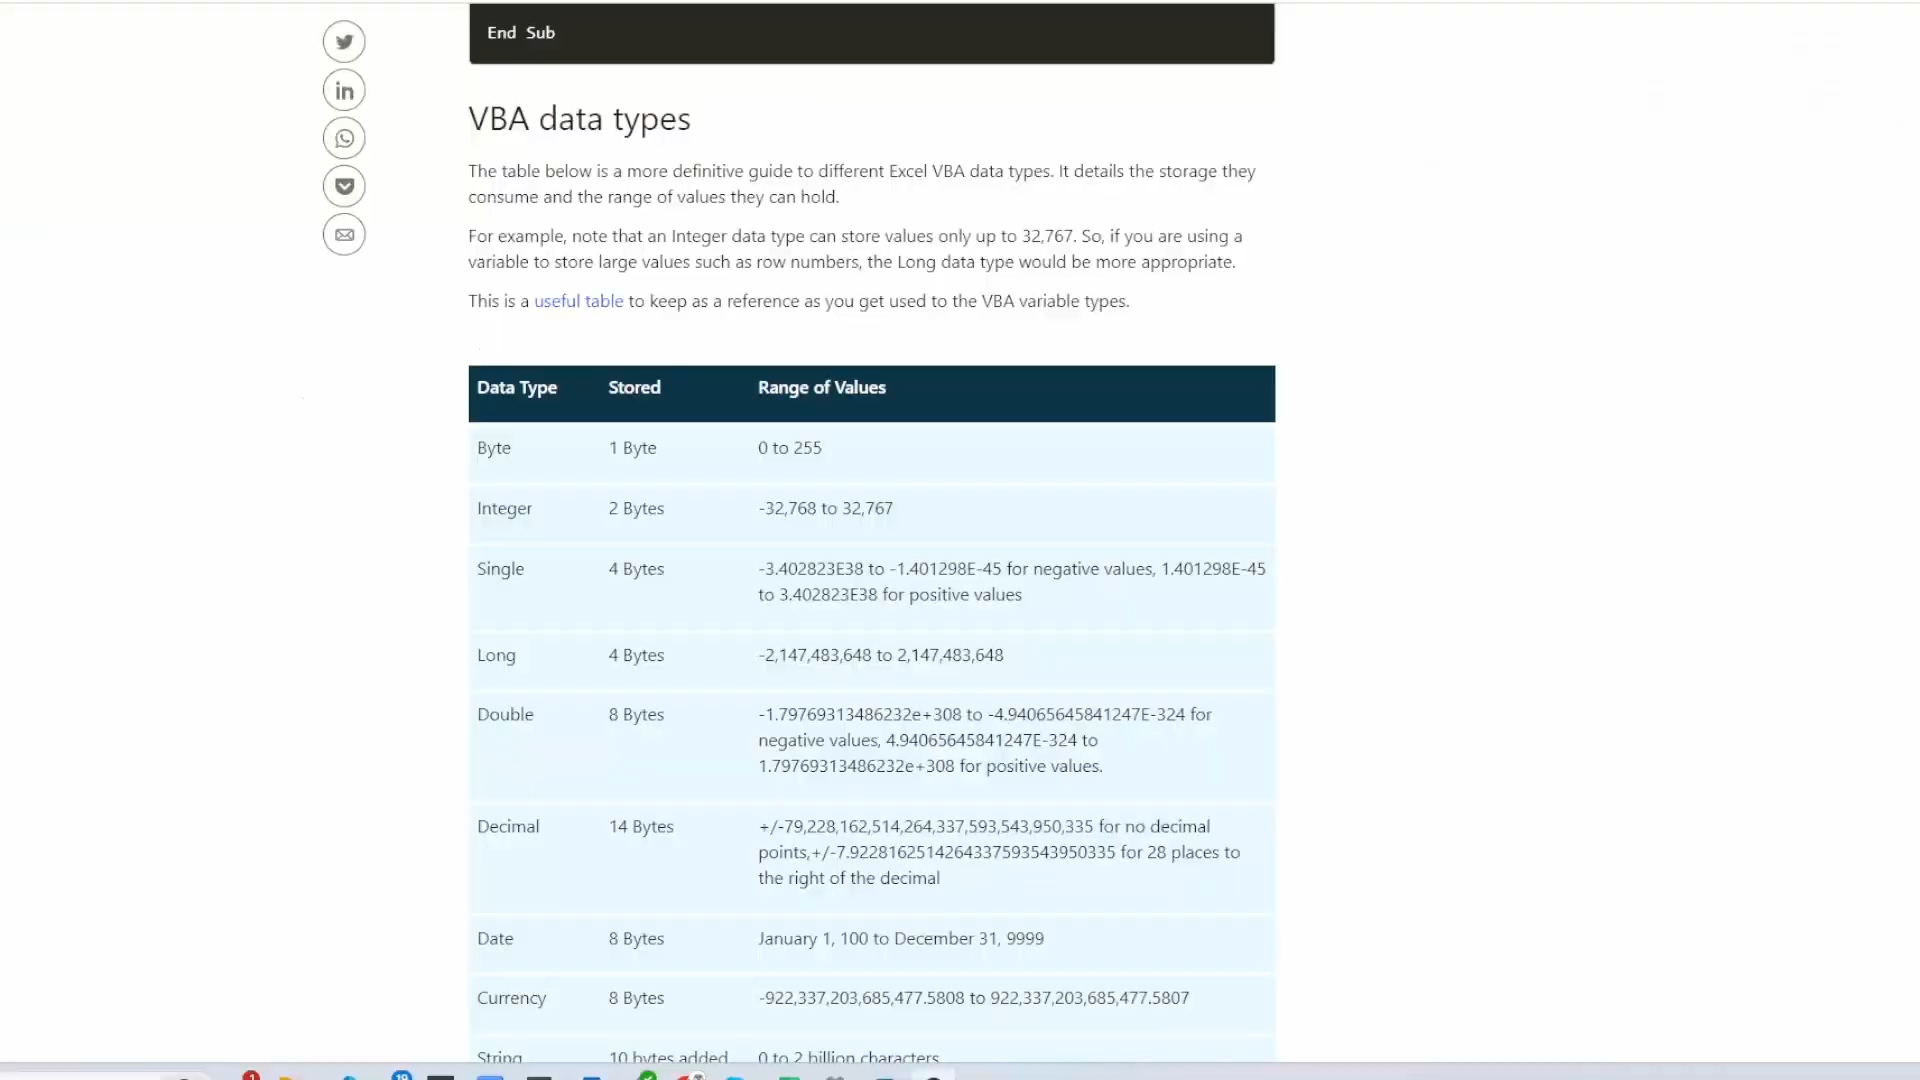 End Sub
in
VBA data types
The table below is a more definitive guide to different Excel VBA data types. It details the storage they
consume and the range of values they can hold.
For example, note that an Integer data type can store values only up to 32,767. So, if you are using a
variable to store large values such as row numbers, the Long data type would be more appropriate.
This is a useful table to keep as a reference as you get used to the VBA variable types.
Data Type Stored Range of Values
Byte 1 Byte 0 to 255
Integer 2 Bytes -32,768 to 32,767
Single 4 Bytes -3.402823E38 to -1.401298E-45 for negative values, 1.401298E-45
to 3.402823E38 for positive values
Long 4 Bytes -2,147,483,648 to 2,147,483,648
Double 8 Bytes -1.79769313486232e+308 to -4.94065645841247E-324 for
negative values, 4.94065645841247E-324 to
1.79769313486232e+308 for positive values.
Decimal 14 Bytes +/-79,228,162,514,264,337,593,543,950,335 for no decimal
points,+/-7.9228162514264337593543950335 for 28 places to
the right of the decimal
Date 8 Bytes January 1, 100 to December 31, 9999
Currency 8 Bytes -922,337,203,685,477.5808 to 922,337,203,685,477.5807
String 10 bytes added 0 to 2 billion characters
1 19